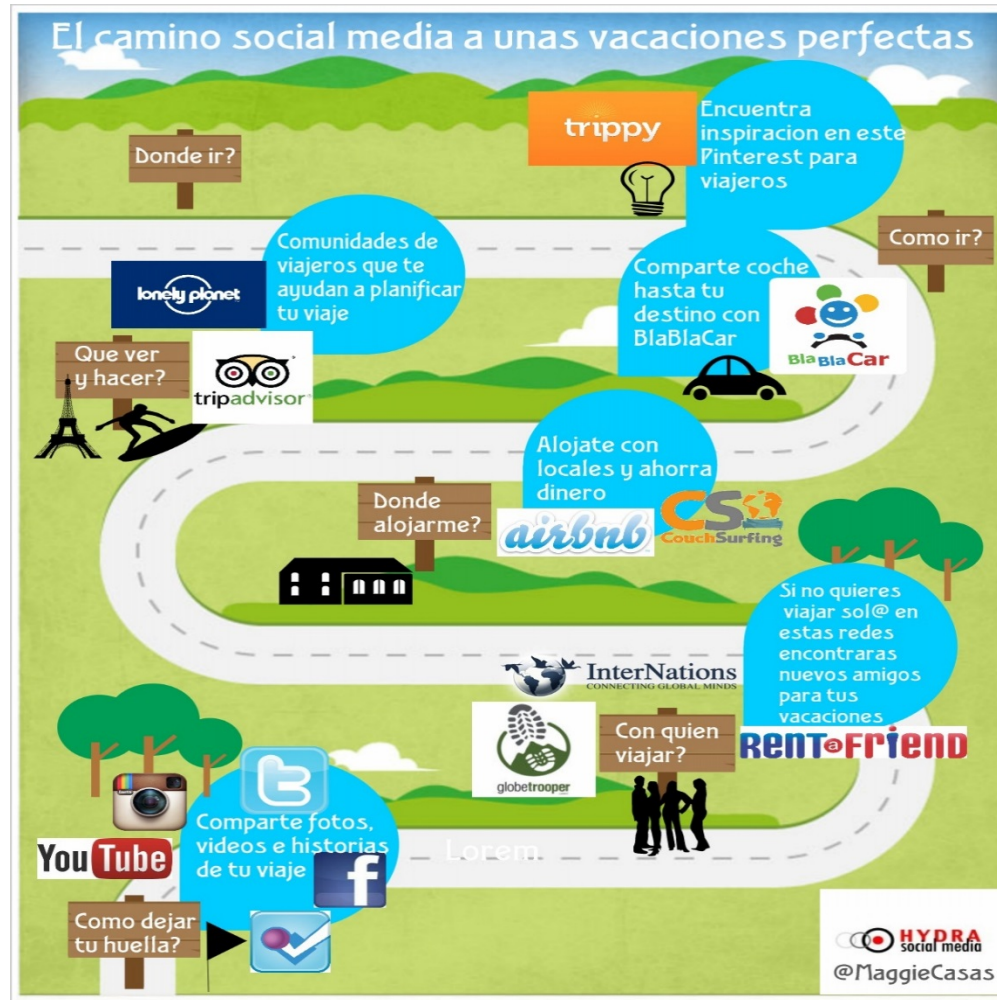 El camino social media a unas vacaciones perfectas
Donde ir?
trippy
Encuentra
inspiracion en este
Pinterest para
viajeros
Como ir?
Comparte coche
hasta tu
destino con
BlaBlaCar
BlaBlaCar
Comunidades de
viajeros que te
ayudan a planificar
tu viaje
lonely planet
Que ver
y hacer?
tripadvisor
Donde
alojarme?
Alojate con
locales y ahorra
dinero
airbnb
CS
CouchSurfing
Si no quieres
viajar sol@ en
estas redes
encontraras
nuevos amigos
para tus
vacaciones
InterNations
CONNECTING GLOBAL MINDS
globetrooper
Con quien
viajar?
RENT a FRIEND
Comparte fotos,
videos e historias
de tu viaje
YouTube
Lorem
Como dejar
tu huella?
HYDRA
social media
@MaggieCasas